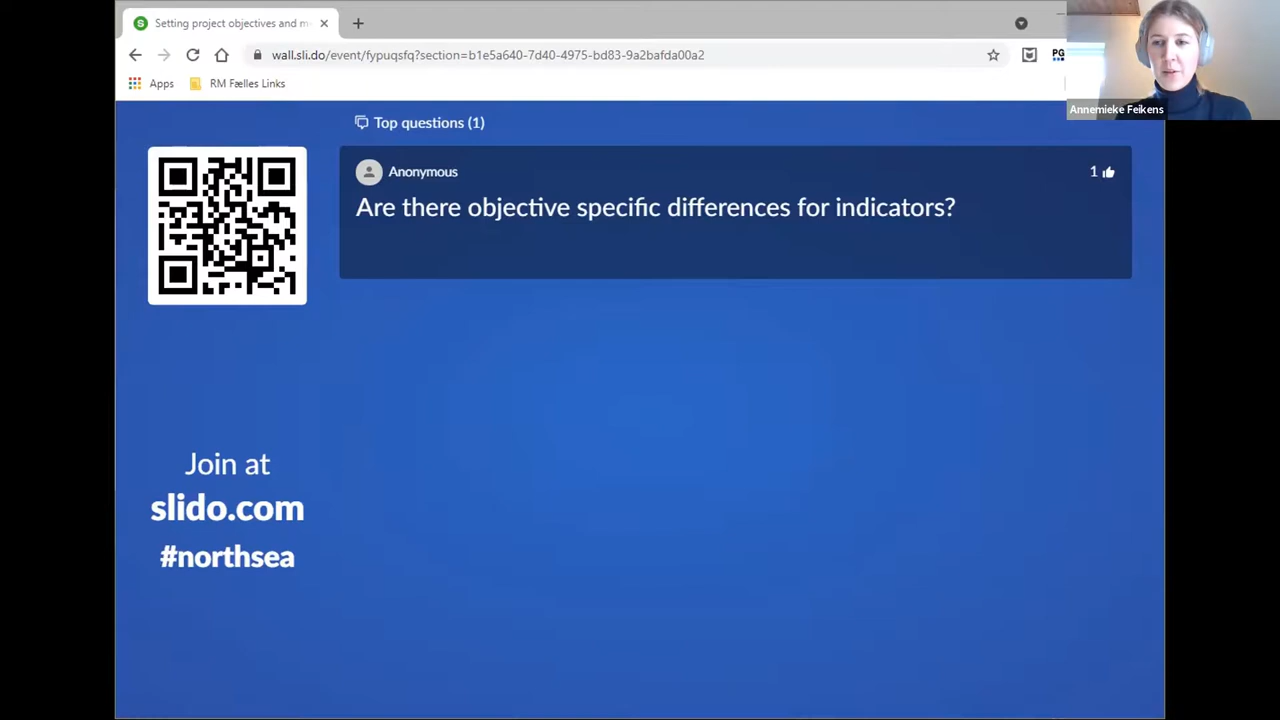 Setting project objectives and m
wall.sli.do/event/fypuqsfq?section=b1e5a640-7d40-4975-bd83-9a2bafda00a2
PG
Apps
RM Fælles Links
Annemieke Feikens
Top questions (1)
Anonymous
1
Are there objective specific differences for indicators?
Join at
slido.com
#northsea